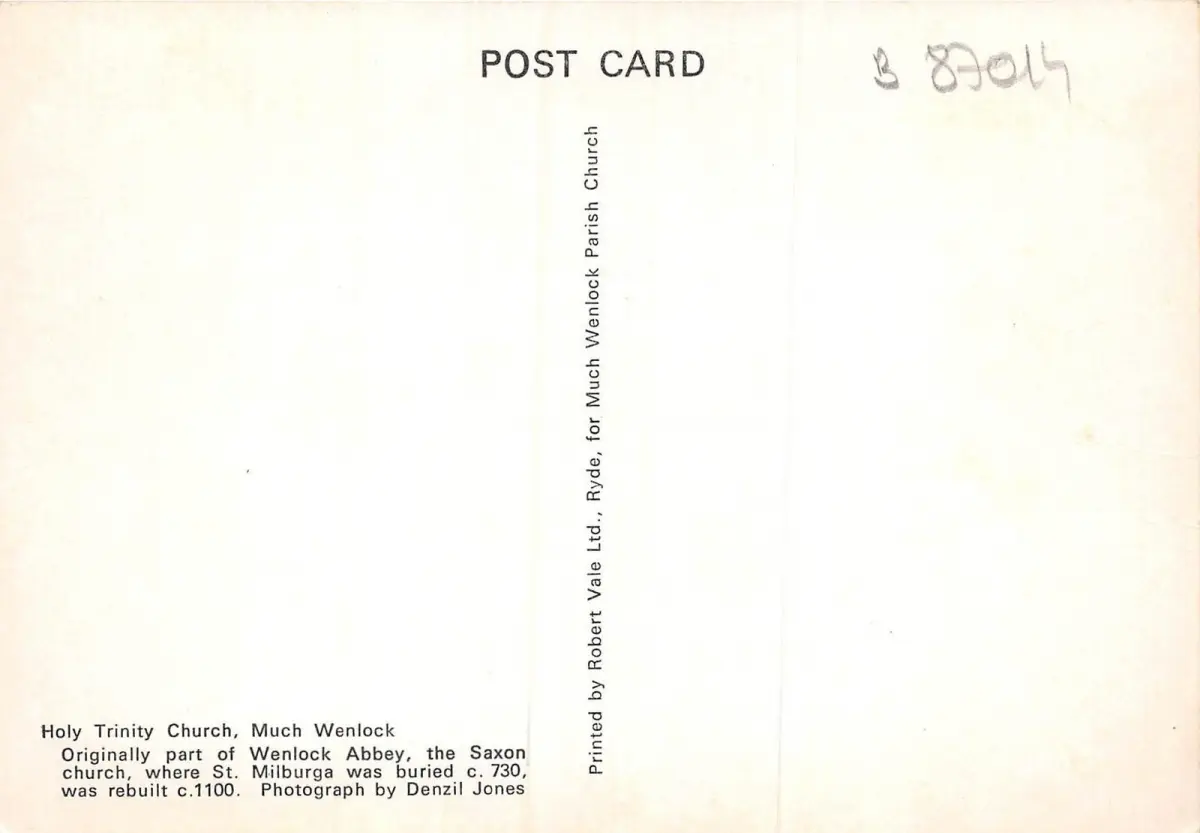 POST CARD
B 87014
Printed by Robert Vale Ltd., Ryde, for Much Wenlock Parish Church
Holy Trinity Church, Much Wenlock
Originally part of Wenlock Abbey, the Saxon
church, where St. Milburga was buried c. 730,
was rebuilt c.1100. Photograph by Denzil Jones